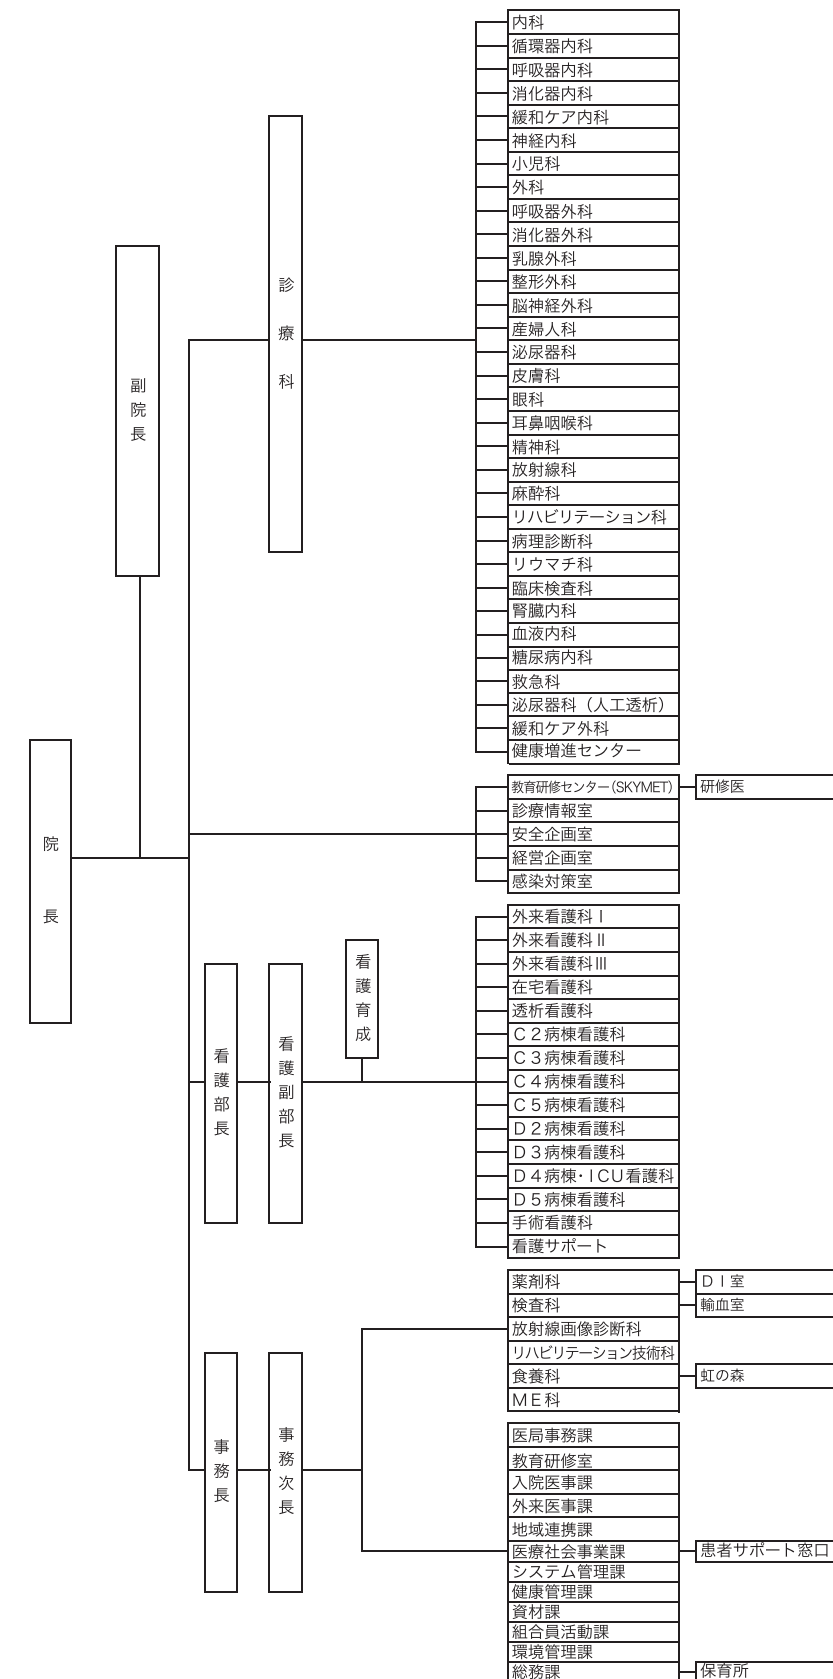 院長
副院長
診療科
内科
循環器内科
呼吸器内科
消化器内科
緩和ケア内科
神経内科
小児科
外科
呼吸器外科
消化器外科
乳腺外科
整形外科
脳神経外科
産婦人科
泌尿器科
皮膚科
眼科
耳鼻咽喉科
精神科
放射線科
麻酔科
リハビリテーション科
病理診断科
リウマチ科
臨床検査科
腎臓内科
血液内科
糖尿病内科
救急科
泌尿器科（人工透析）
緩和ケア外科
健康増進センター
教育研修センター（SKYMET）
研修医
診療情報室
安全企画室
経営企画室
感染対策室
看護部長
看護副部長
看護育成
外来看護科Ⅰ
外来看護科Ⅱ
外来看護科Ⅲ
在宅看護科
透析看護科
Ｃ２病棟看護科
Ｃ３病棟看護科
Ｃ４病棟看護科
Ｃ５病棟看護科
Ｄ２病棟看護科
Ｄ３病棟看護科
Ｄ４病棟・ＩＣＵ看護科
Ｄ５病棟看護科
手術看護科
看護サポート
事務長
事務次長
薬剤科
ＤＩ室
検査科
輸血室
放射線画像診断科
リハビリテーション技術科
食養科
虹の森
ＭＥ科
医局事務課
教育研修室
入院医事課
外来医事課
地域連携課
医療社会事業課
患者サポート窓口
システム管理課
健康管理課
資材課
組合員活動課
環境管理課
総務課
保育所